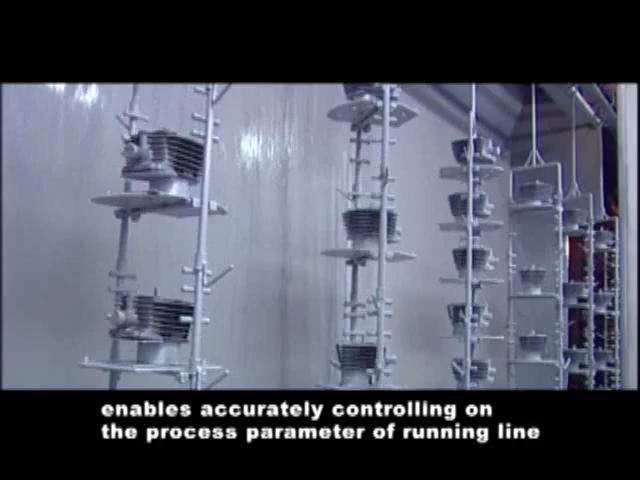 enables accurately controlling on
the process parameter of running line